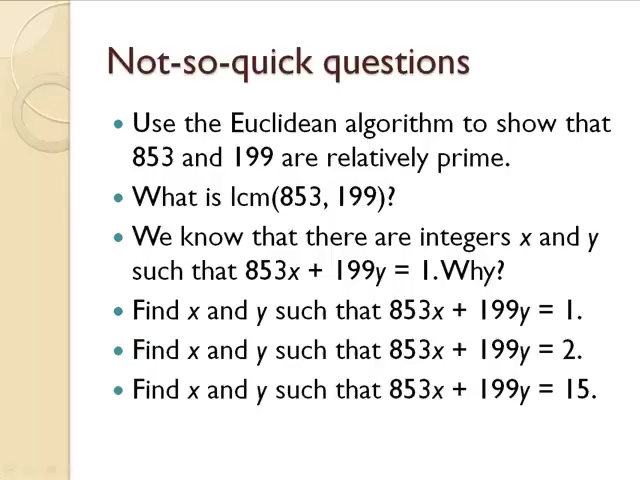 Not-so-quick questions
• Use the Euclidean algorithm to show that
853 and 199 are relatively prime.
• What is lcm(853, 199)?
• We know that there are integers x and y
such that 853x + 199y = 1. Why?
• Find x and y such that 853x + 199y = 1.
• Find x and y such that 853x + 199y = 2.
• Find x and y such that 853x + 199y = 15.